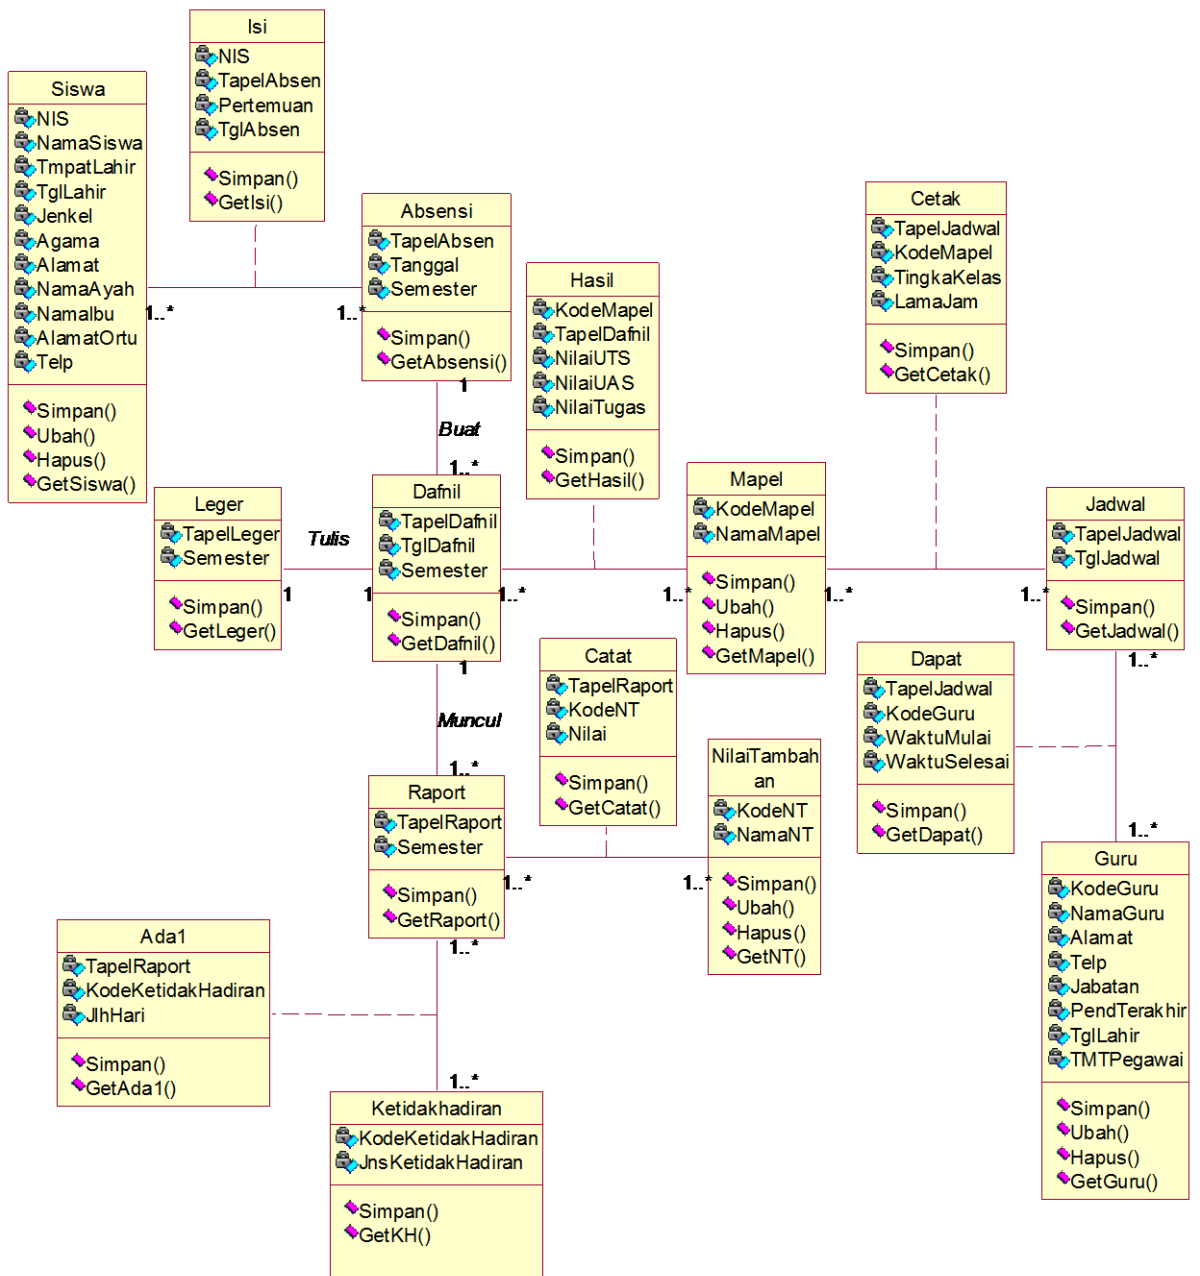 Isi
NIS
TapelAbsen
Pertemuan
TglAbsen
Simpan()
GetIsi()
Siswa
NIS
NamaSiswa
TmpatLahir
TglLahir
Jenkel
Agama
Alamat
NamaAyah
NamaIbu
AlamatOrtu
Telp
Simpan()
Ubah()
Hapus()
GetSiswa()
1..*
1..*
Absensi
TapelAbsen
Tanggal
Semester
Simpan()
GetAbsensi()
1
Buat
1..*
Hasil
KodeMapel
TapelDafnil
NilaiUTS
NilaiUAS
NilaiTugas
Simpan()
GetHasil()
Cetak
TapelJadwal
KodeMapel
TingkaKelas
LamaJam
Simpan()
GetCetak()
Leger
TapelLeger
Semester
Simpan()
GetLeger()
Tulis
1
1
Dafnil
TapelDafnil
TglDafnil
Semester
Simpan()
GetDafnil()
1..*
1..*
1
Muncul
1..*
Mapel
KodeMapel
NamaMapel
Simpan()
Ubah()
Hapus()
GetMapel()
1..*
1..*
Jadwal
TapelJadwal
TglJadwal
Simpan()
GetJadwal()
1..*
Catat
TapelRaport
KodeNT
Nilai
Simpan()
GetCatat()
Dapat
TapelJadwal
KodeGuru
WaktuMulai
WaktuSelesai
Simpan()
GetDapat()
1..*
Raport
TapelRaport
Semester
Simpan()
GetRaport()
1..*
1..*
1..*
NilaiTambah
an
KodeNT
NamaNT
Simpan()
Ubah()
Hapus()
GetNT()
Guru
KodeGuru
NamaGuru
Alamat
Telp
Jabatan
PendTerakhir
TglLahir
TMTPegawai
Simpan()
Ubah()
Hapus()
GetGuru()
Ada1
TapelRaport
KodeKetidakHadiran
JlhHari
Simpan()
GetAda1()
1..*
Ketidakhadiran
KodeKetidakHadiran
JnsKetidakHadiran
Simpan()
GetKH()